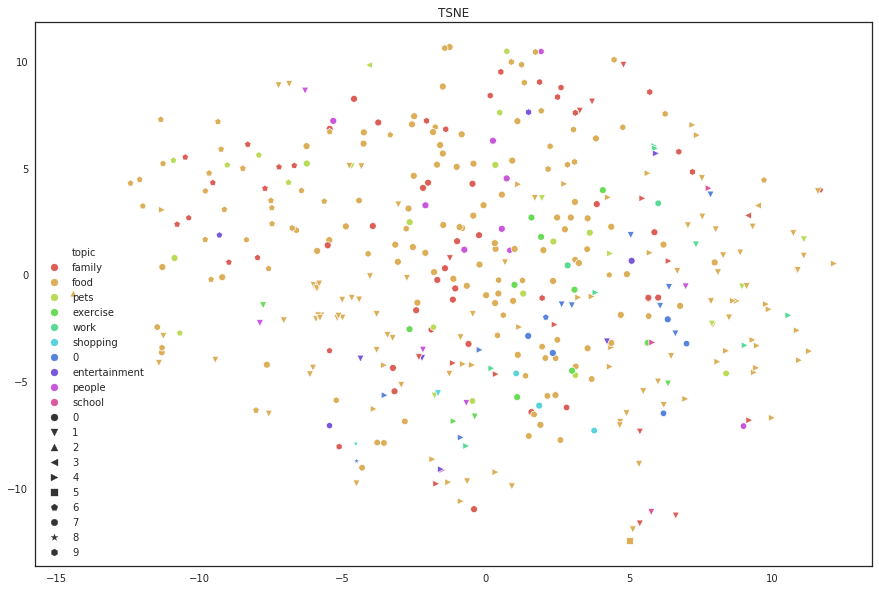 TSNE
10
5
0
−5
−10
topic
family
food
pets
exercise
work
shopping
0
entertainment
people
school
0
1
2
3
4
5
6
7
8
9
−15 −10 −5 0 5 10